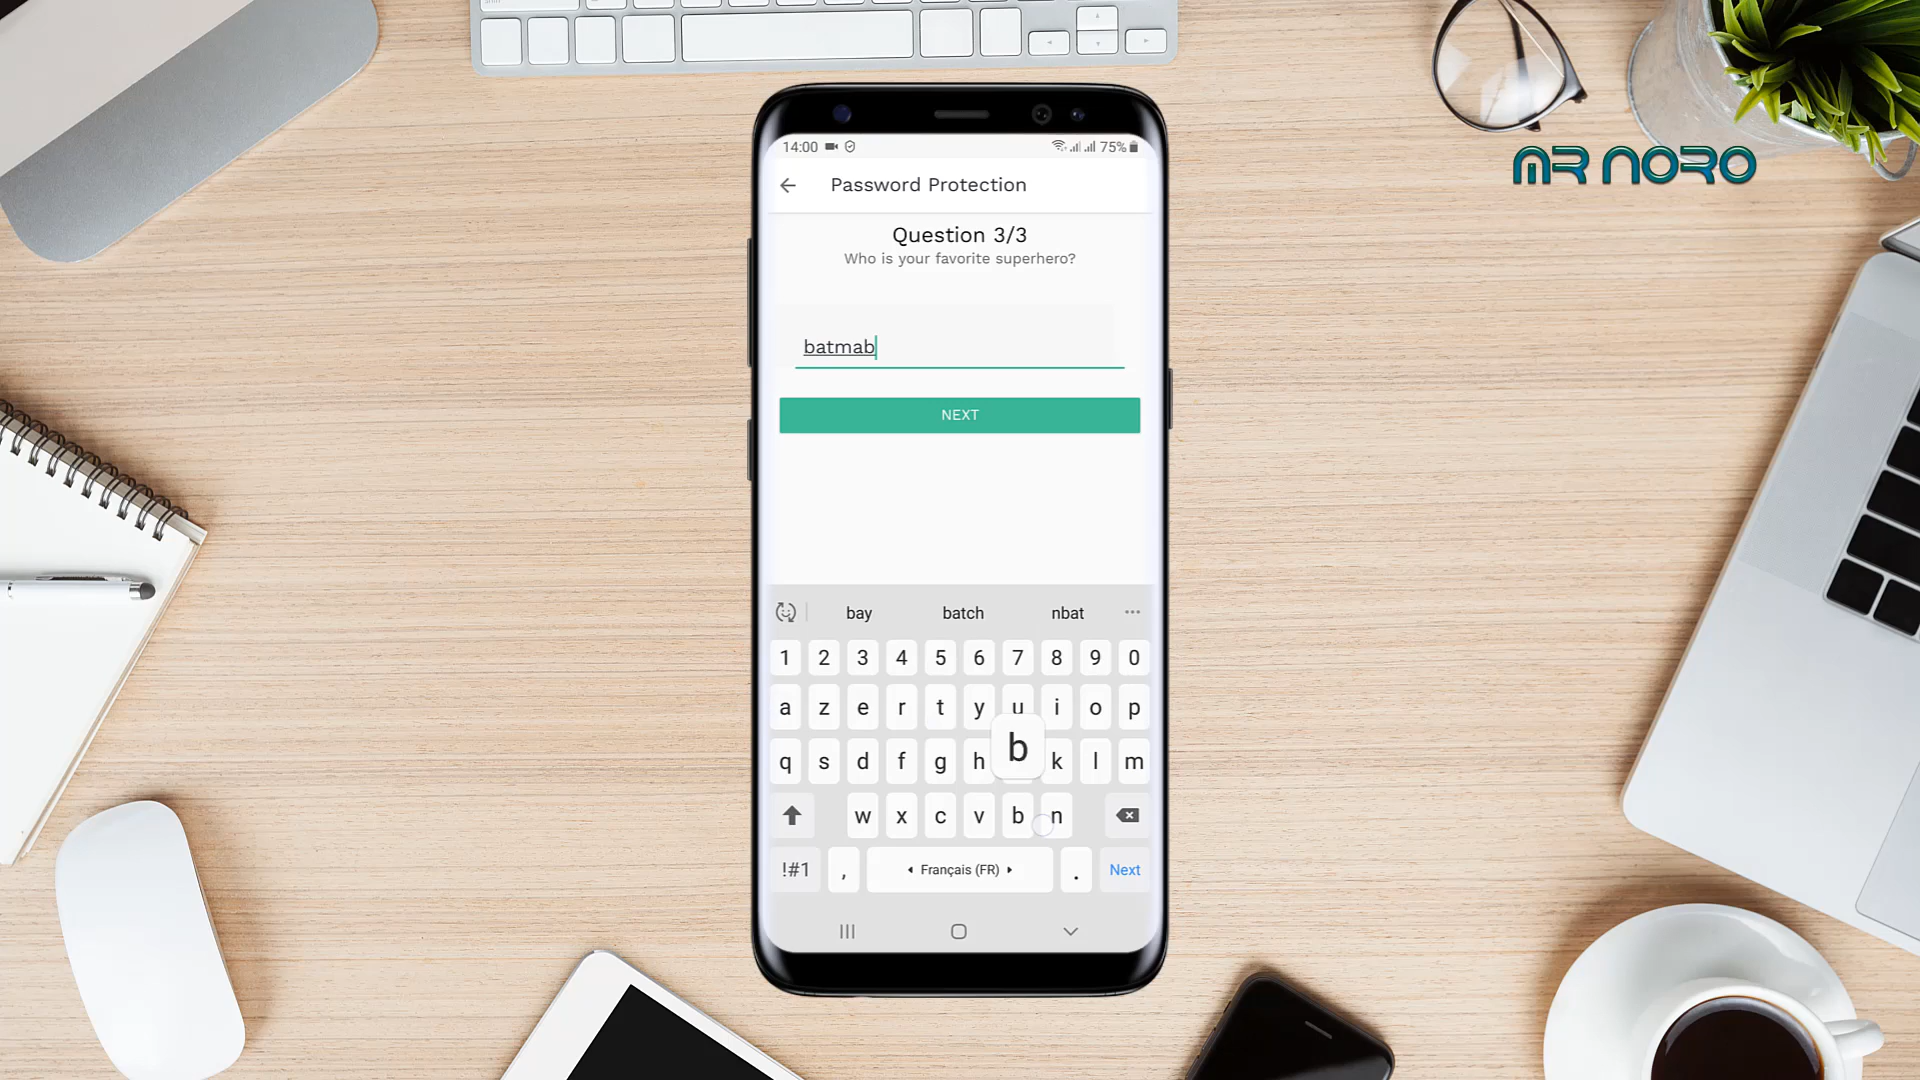 MR NORO
14:00
75%
Password Protection
Question 3/3
Who is your favorite superhero?
batmab
NEXT
bay batch nbat
1 2 3 4 5 6 7 8 9 0
a z e r t y u i o p
b
q s d f g h k l m
w x c v b n
!#1 , Français (FR) . Next